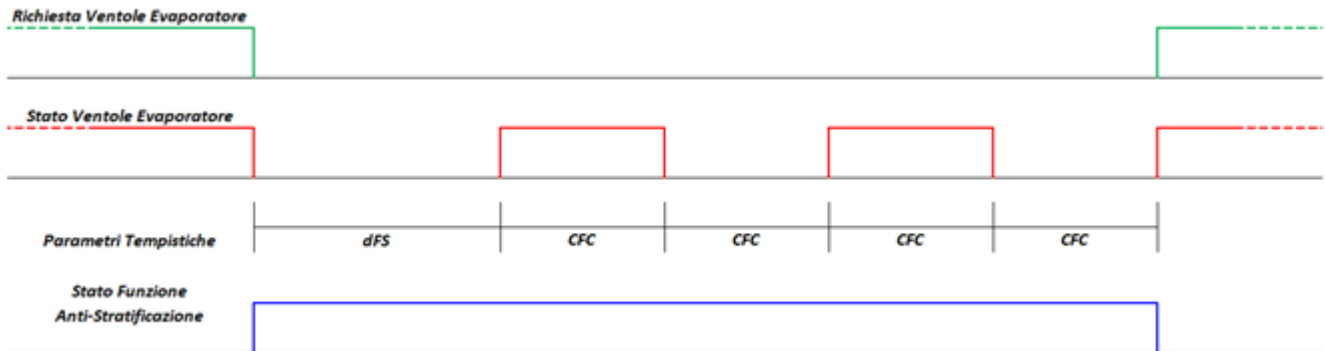 Richiesta Ventole Evaporatore
Stato Ventole Evaporatore
Parametri Tempistiche dFS CFC CFC CFC CFC
Stato Funzione
Anti-Stratificazione